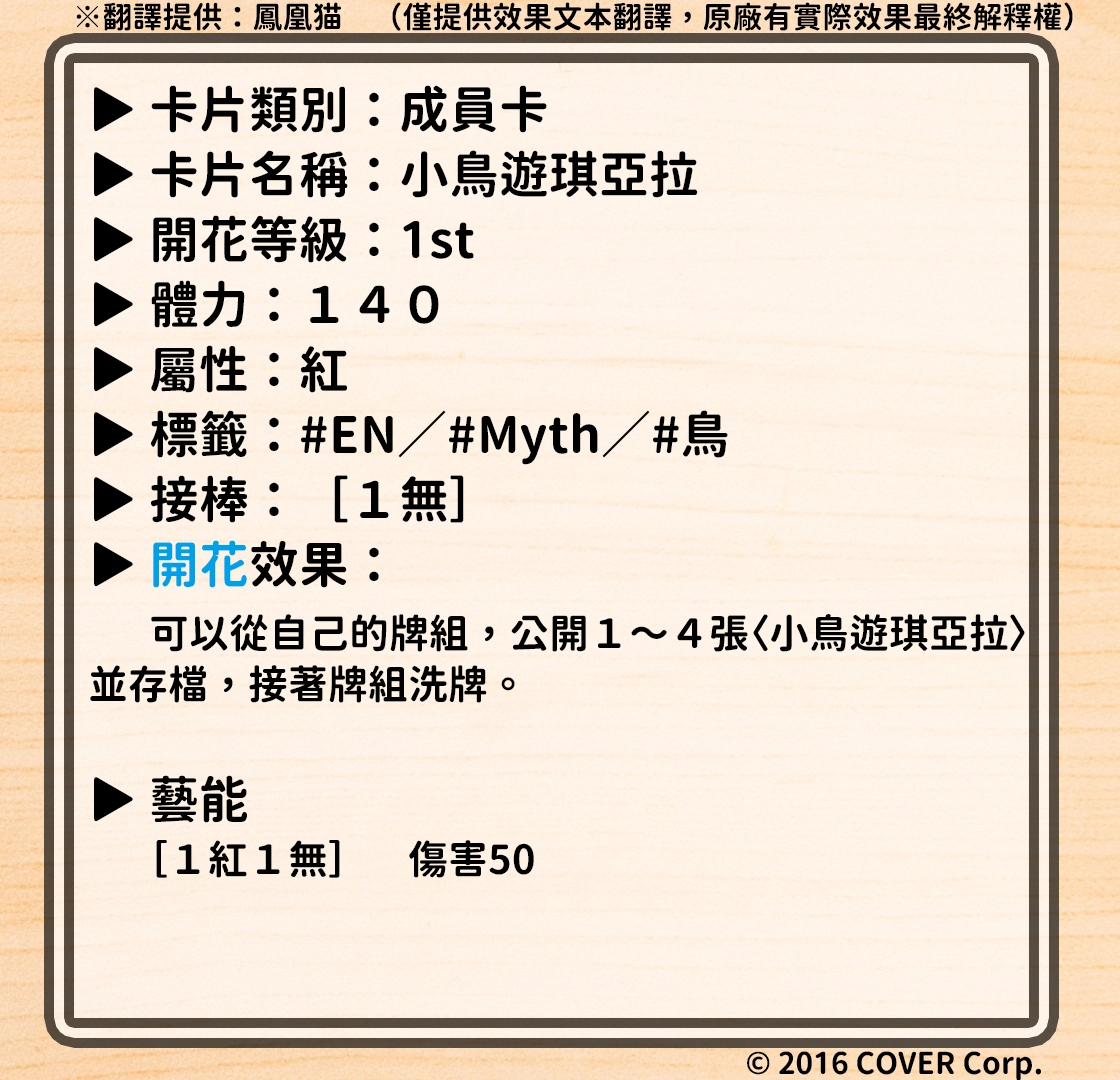 ※翻譯提供：鳳凰猫　（僅提供效果文本翻譯，原廠有實際效果最終解釋權）
▶ 卡片類別：成員卡
▶ 卡片名稱：小鳥遊琪亞拉
▶ 開花等級：1st
▶ 體力：１４０
▶ 屬性：紅
▶ 標籤：#EN／#Myth／#鳥
▶ 接棒：［１無］
▶ 開花效果：
可以從自己的牌組，公開１～４張〈小鳥遊琪亞拉〉
並存檔，接著牌組洗牌。
▶ 藝能
［１紅１無］　傷害50
© 2016 COVER Corp.